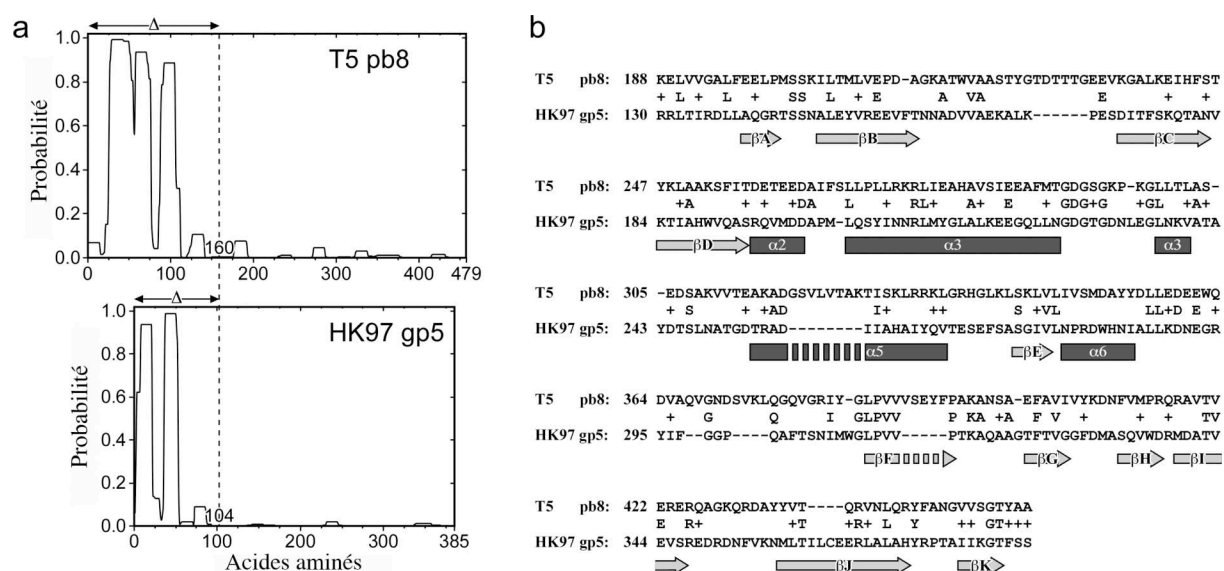 a
Δ
T5 pb8
Probabilité
1.0
0.8
0.6
0.4
0.2
0.0
160
0 100 200 300 400 479
Δ
HK97 gp5
Probabilité
1.0
0.8
0.6
0.4
0.2
0.0
104
0 100 200 300 385
Acides aminés
b
T5 pb8: 188 KELVVGALFEELPMSSKILTMLVEPD-AGKATWVAASTYGTDTTTGEEVKGALKEIHFST
+ L + L + SS L + E A VA E + +
HK97 gp5: 130 RRLTIRDLLAQGRTSSNALEYVREEVFTNNADVVAEKALK------PESDITFSKQTANV
βA βB βC
T5 pb8: 247 YKLAAKSFITDETEEDAIFSLLPLLRKRLIEAHAVSIEEAFMTGDGSGKP-KGLLTLAS-
+A + + +DA L RL+ A+ E GDG+G +GL +A+
HK97 gp5: 184 KTIAHWVQASRQVMDDAPM-LQSYINNRLMYGLALKEEGQLLNGDGTGDNLEGLNKVATA
βD α2 α3 α3
T5 pb8: 305 -EDSAKVVTEAKADGSVLVTAKTISKLRRKLGRHGLKLSKLVLIVSMDAYYDLLEDEEWQ
+ S + +AD I+ + S +VL LL+D E +
HK97 gp5: 243 YDTSLNATGDTRAD--------IIAHAIYQVTESEFSASGIVLNPRDWHNIALLKDNEGR
α5 βE α6
T5 pb8: 364 DVAQVGNDSVKLQGQVGRIY-GLPVVVSEYFPAKANSA-EFAVIVYKDNFVMPRQRAVTV
+ G Q I GLPVV P KA +A F V + + TV
HK97 gp5: 295 YIF--GGP----QAFTSNIMWGLPVV-----PTKAQAAGTFTVGGFDMASQVWDRMDATV
βF βG βH βI
T5 pb8: 422 ERERQAGKQRDAYYVT----QRVNLQRYFANGVVSGTYAA
E R+ +T +R+ L Y ++ GT+++
HK97 gp5: 344 EVSREDRDNFVKNMLTILCEERLALAHYRPTAIIKGTFSS
βJ βK